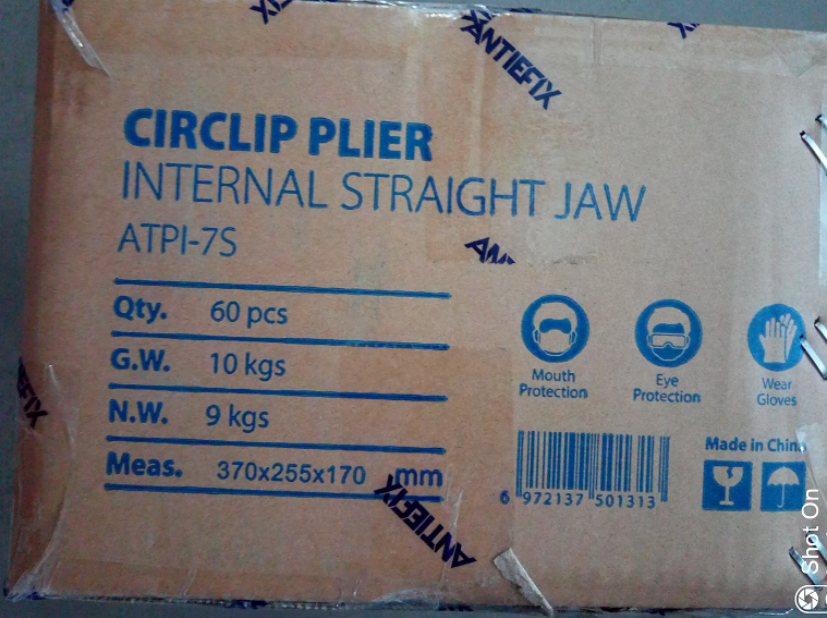 ANTIEFIX
CIRCLIP PLIER
INTERNAL STRAIGHT JAW
ATPI-7S
Qty. 60 pcs
G.W. 10 kgs
N.W. 9 kgs
Meas. 370x255x170 mm
Mouth
Protection
Eye
Protection
Wear
Gloves
Made in China
6 972137 501313
ANTIEFIX
Shot On